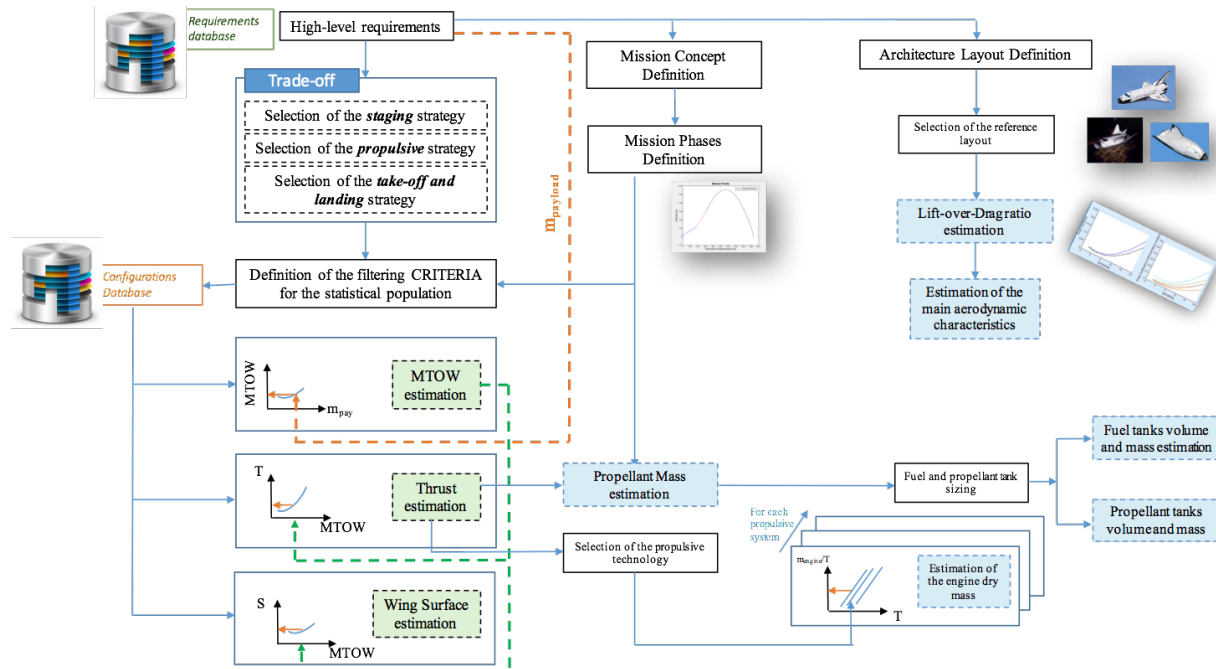 Requirements
database
High-level requirements
Trade-off
Selection of the staging strategy
Selection of the propulsive strategy
Selection of the take-off and
landing strategy
m_payload
Mission Concept
Definition
Mission Phases
Definition
Architecture Layout Definition
Selection of the reference
layout
Lift-over-Drag ratio
estimation
Estimation of the
main aerodynamic
characteristics
Configurations
Database
Definition of the filtering CRITERIA
for the statistical population
MTOW
m_pay
MTOW
estimation
T
MTOW
Thrust
estimation
S
MTOW
Wing Surface
estimation
Propellant Mass
estimation
Selection of the propulsive
technology
Fuel and propellant tank
sizing
Fuel tanks volume
and mass estimation
Propellant tanks
volume and mass
For each
propulsive
system
m_engine/T
T
Estimation of
the engine dry
mass